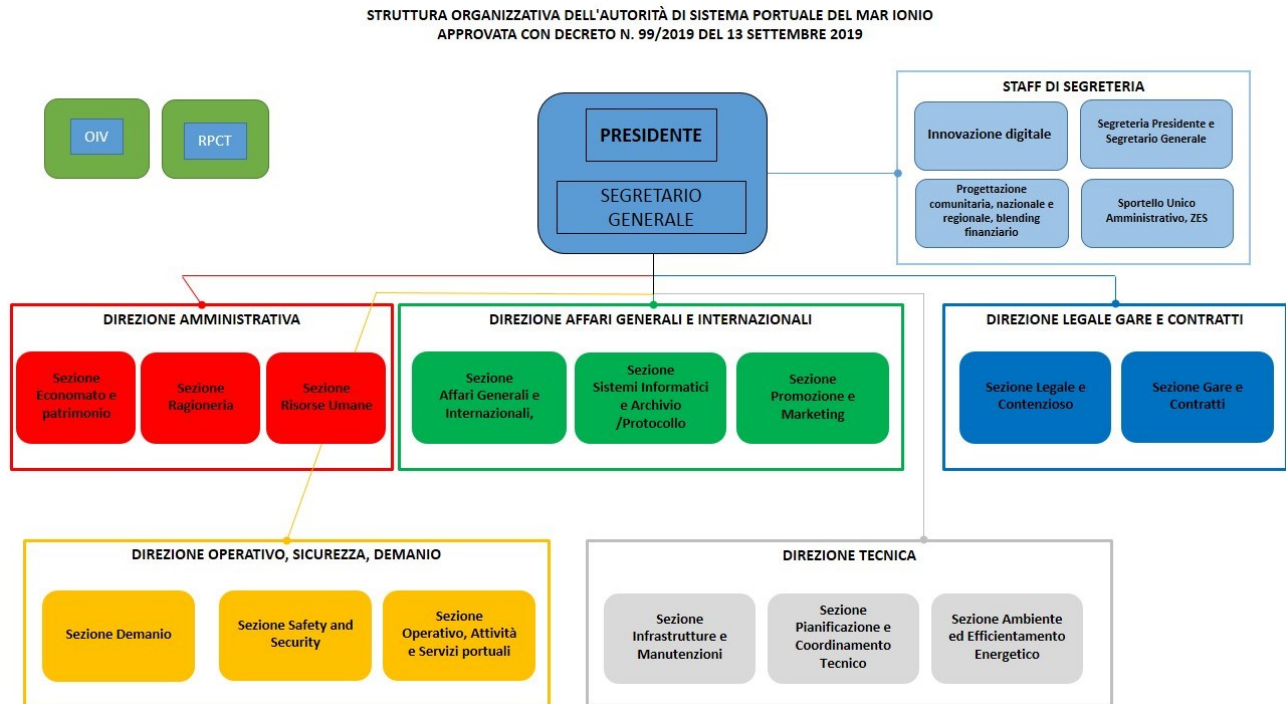 STRUTTURA ORGANIZZATIVA DELL'AUTORITÀ DI SISTEMA PORTUALE DEL MAR IONIO
APPROVATA CON DECRETO N. 99/2019 DEL 13 SETTEMBRE 2019
OIV
RPCT
PRESIDENTE
SEGRETARIO
GENERALE
STAFF DI SEGRETERIA
Innovazione digitale
Segreteria Presidente e
Segretario Generale
Progettazione
comunitaria, nazionale e
regionale, blending
finanziario
Sportello Unico
Amministrativo, ZES
DIREZIONE AMMINISTRATIVA
Sezione
Economato e
patrimonio
Sezione
Ragioneria
Sezione
Risorse Umane
DIREZIONE AFFARI GENERALI E INTERNAZIONALI
Sezione
Affari Generali e
Internazionali,
Sezione
Sistemi Informatici
e Archivio
/Protocollo
Sezione
Promozione e
Marketing
DIREZIONE LEGALE GARE E CONTRATTI
Sezione Legale e
Contenzioso
Sezione Gare e
Contratti
DIREZIONE OPERATIVO, SICUREZZA, DEMANIO
Sezione Demanio
Sezione Safety and
Security
Sezione
Operativo, Attività
e Servizi portuali
DIREZIONE TECNICA
Sezione
Infrastrutture e
Manutenzioni
Sezione
Pianificazione e
Coordinamento
Tecnico
Sezione Ambiente
ed Efficientamento
Energetico